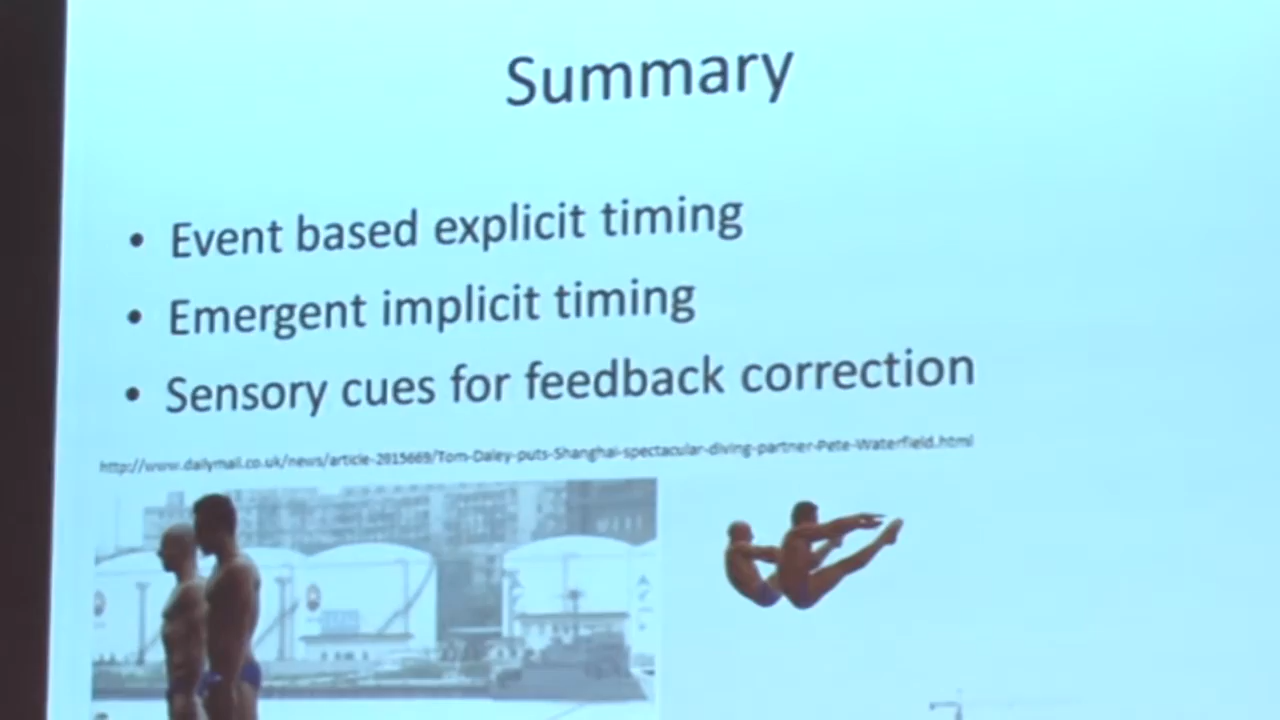 Summary
• Event based explicit timing
• Emergent implicit timing
• Sensory cues for feedback correction
http://www.dailymail.co.uk/news/article-2015669/Tom-Daley-puts-Shanghai-spectacular-diving-partner-Pete-Waterfield.html